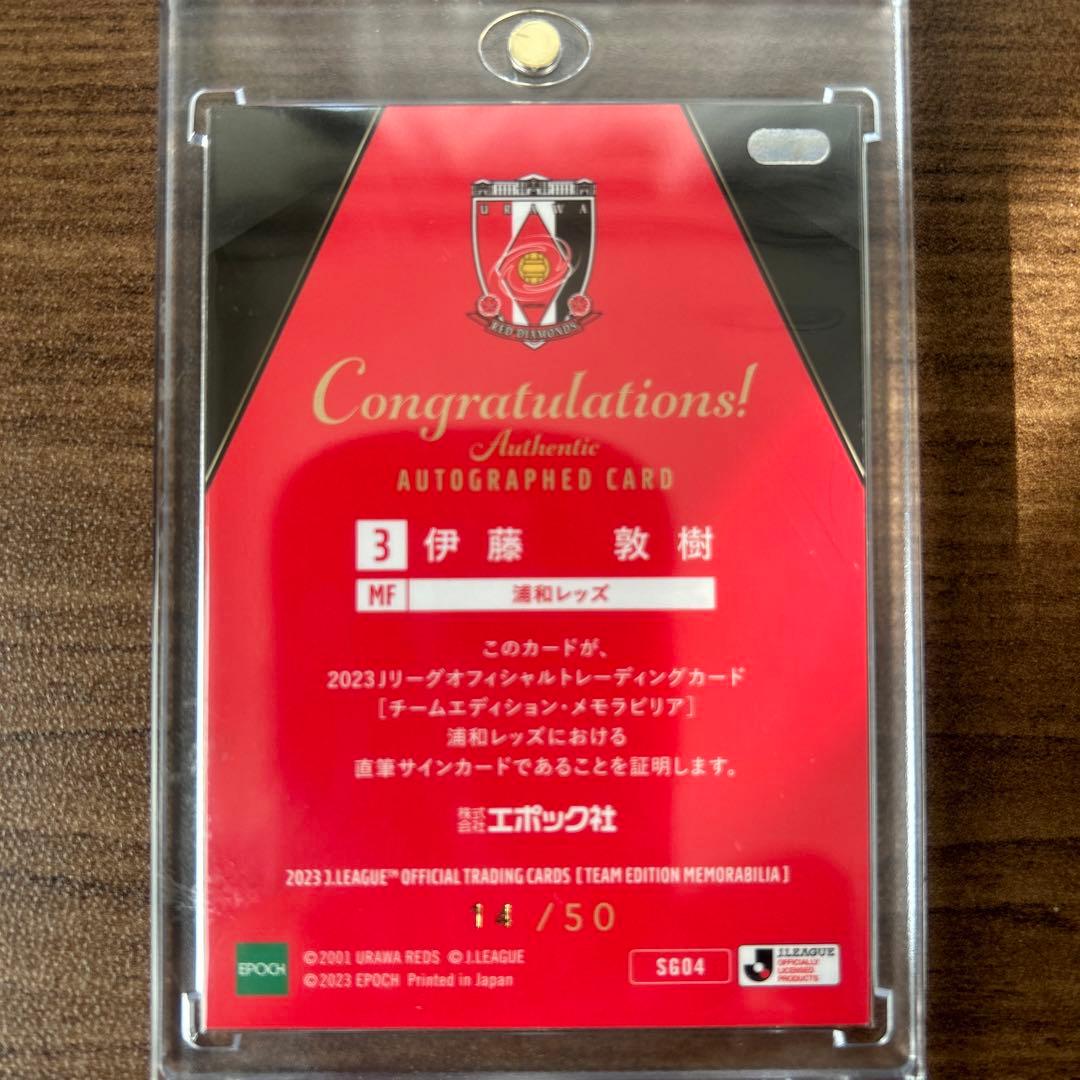 URAWA
RED DIAMONDS
Congratulations!
Authentic
AUTOGRAPHED CARD
3 伊藤 敦樹
MF 浦和レッズ
このカードが、
2023Jリーグオフィシャルトレーディングカード
[チームエディション・メモラビリア]
浦和レッズにおける
直筆サインカードであることを証明します。
株式会社エポック社
2023 J.LEAGUE™ OFFICIAL TRADING CARDS [TEAM EDITION MEMORABILIA]
14 /50
EPOCH
©2001 URAWA REDS ©J.LEAGUE
©2023 EPOCH Printed in Japan
SG04
J.LEAGUE
OFFICIALLY
LICENSED
PRODUCTS